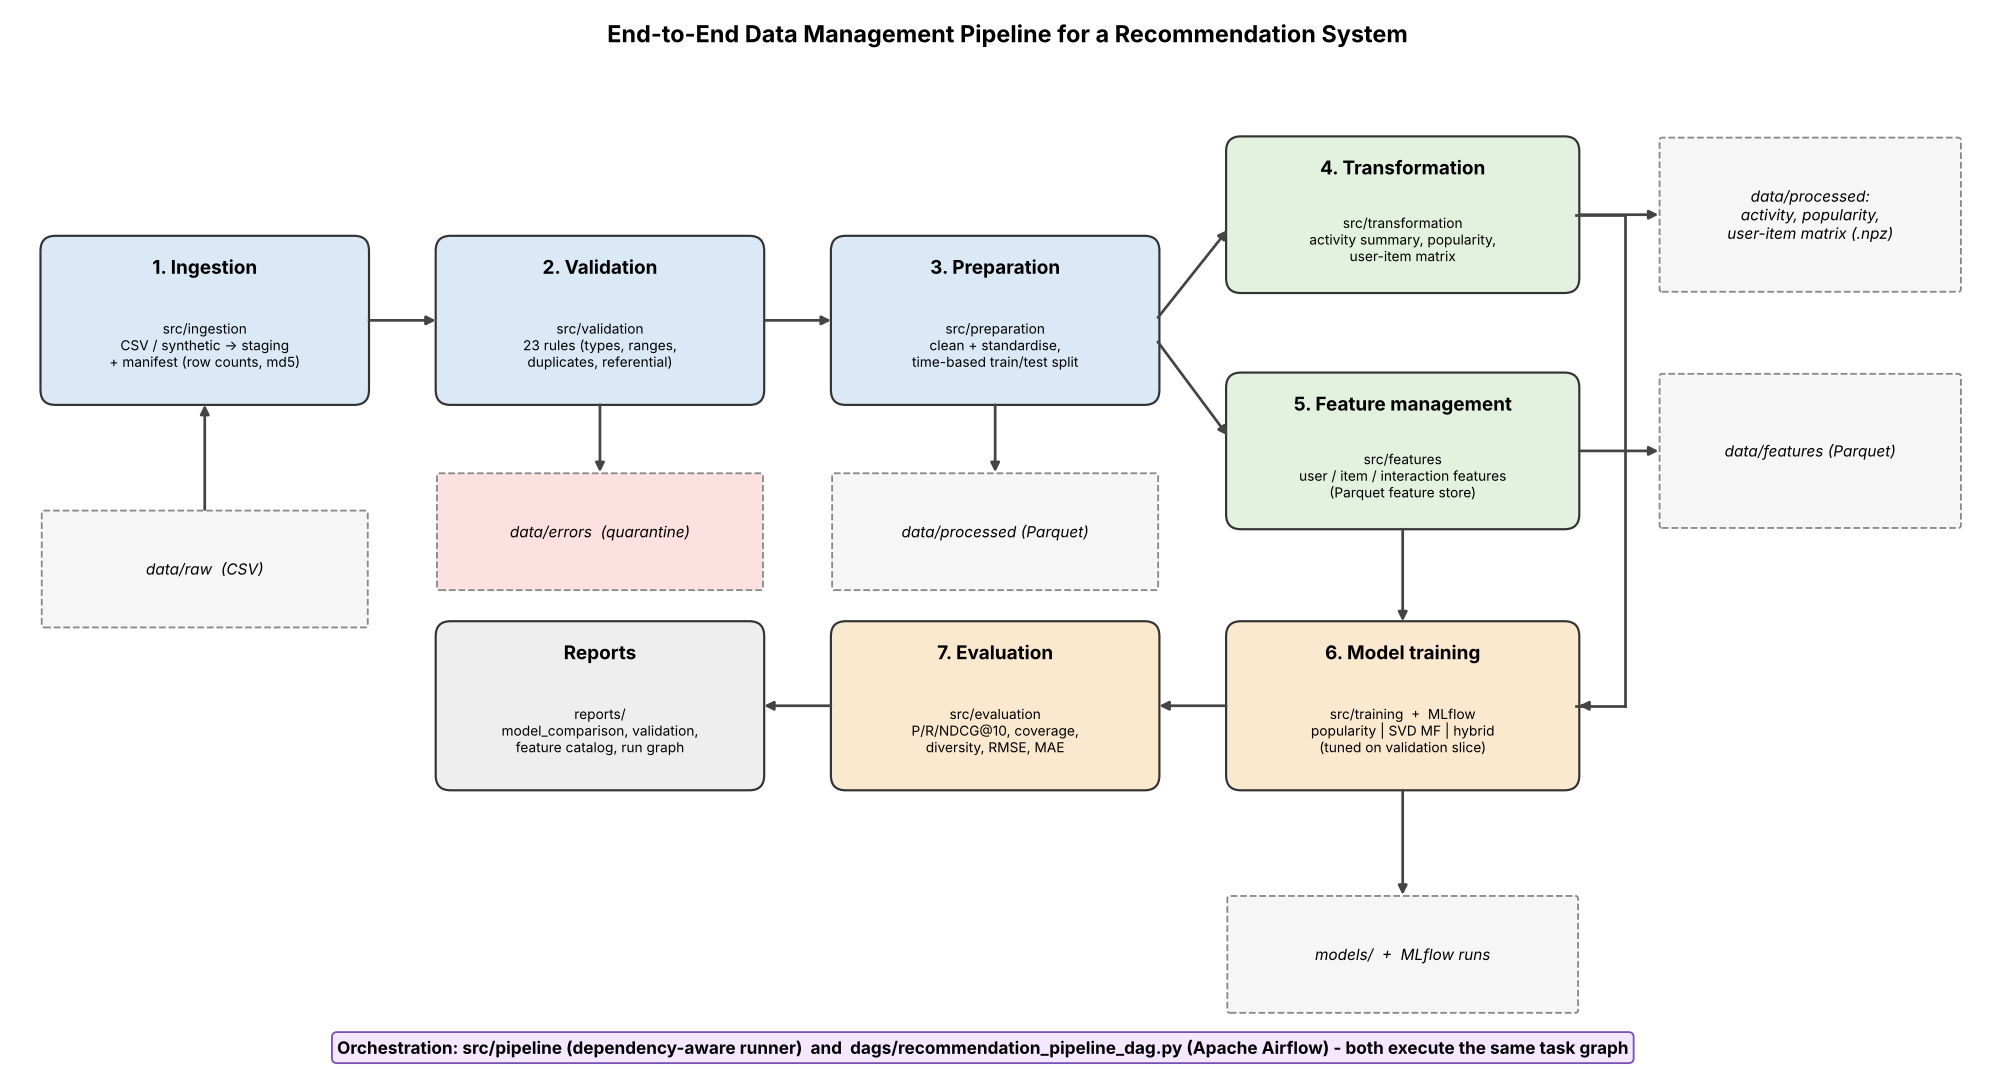 End-to-End Data Management Pipeline for a Recommendation System
1. Ingestion
src/ingestion
CSV / synthetic → staging
+ manifest (row counts, md5)
2. Validation
src/validation
23 rules (types, ranges,
duplicates, referential)
3. Preparation
src/preparation
clean + standardise,
time-based train/test split
4. Transformation
src/transformation
activity summary, popularity,
user-item matrix
data/processed:
activity, popularity,
user-item matrix (.npz)
5. Feature management
src/features
user / item / interaction features
(Parquet feature store)
data/features (Parquet)
data/raw (CSV)
data/errors (quarantine)
data/processed (Parquet)
Reports
reports/
model_comparison, validation,
feature catalog, run graph
7. Evaluation
src/evaluation
P/R/NDCG@10, coverage,
diversity, RMSE, MAE
6. Model training
src/training + MLflow
popularity | SVD MF | hybrid
(tuned on validation slice)
models/ + MLflow runs
Orchestration: src/pipeline (dependency-aware runner) and dags/recommendation_pipeline_dag.py (Apache Airflow) - both execute the same task graph